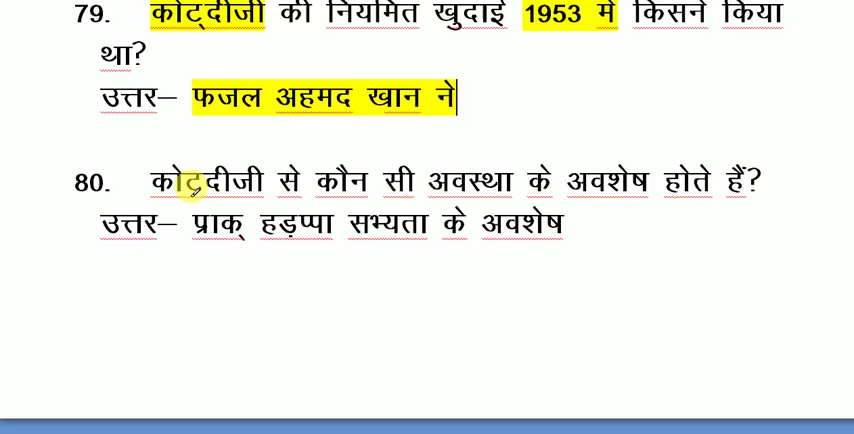 79. कोट्दीजी की नियमित खुदाई 1953 में किसने किया
था?
उत्तर– फजल अहमद खान ने
80. कोट्दीजी से कौन सी अवस्था के अवशेष होते हैं?
उत्तर– प्राक् हड़प्पा सभ्यता के अवशेष